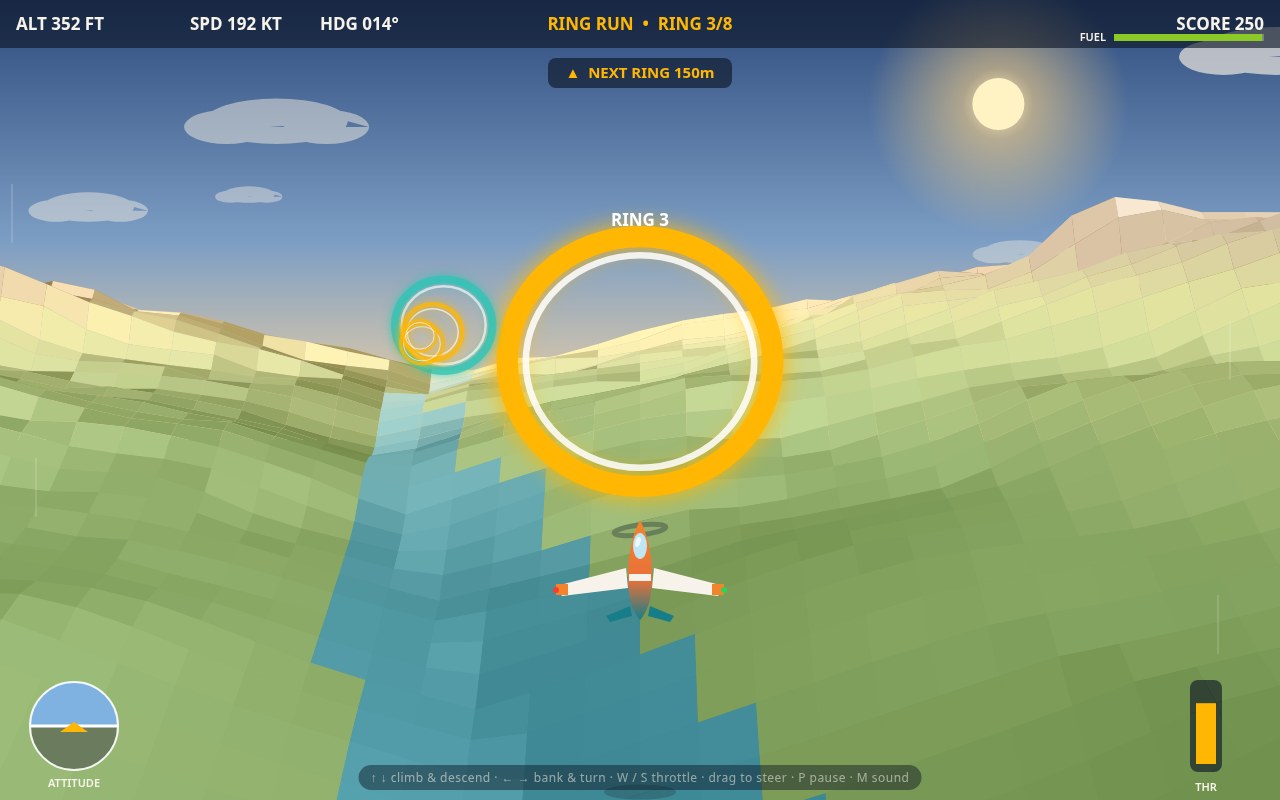 ALT 352 FT
SPD 192 KT
HDG 014°
RING RUN • RING 3/8
SCORE 250
FUEL
▲ NEXT RING 150m
RING 3
ATTITUDE
↑ ↓ climb & descend · ← → bank & turn · W / S throttle · drag to steer · P pause · M sound
THR